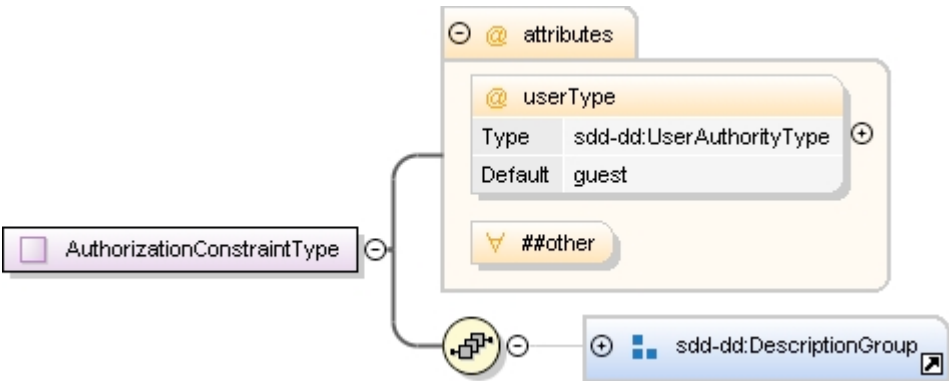 @ attributes
@ userType
Type sdd-dd:UserAuthorityType
Default guest
∀ ##other
AuthorizationConstraintType
sdd-dd:DescriptionGroup